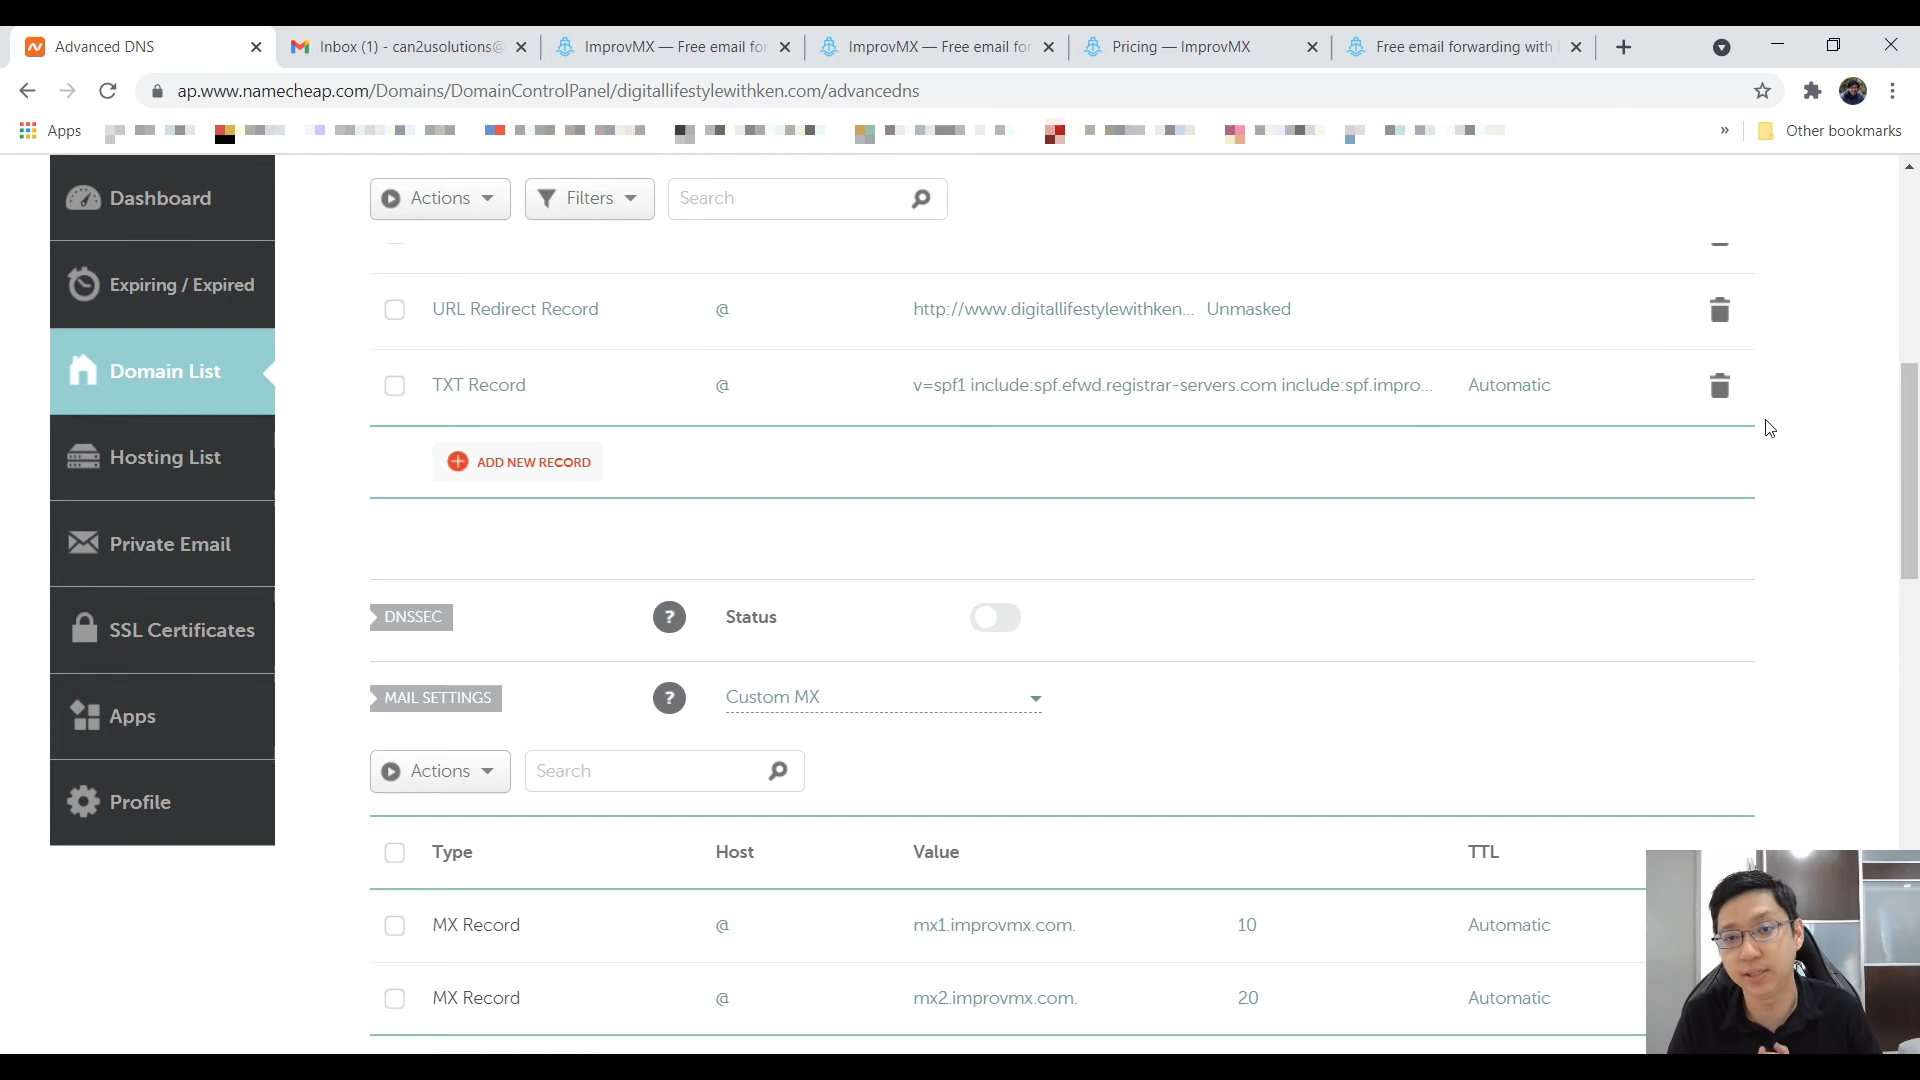 Advanced DNS
Inbox (1) - can2usolutions@
ImprovMX — Free email for
ImprovMX — Free email for
Pricing — ImprovMX
Free email forwarding with
ap.www.namecheap.com/Domains/DomainControlPanel/digitallifestylewithken.com/advanceddns
Apps
»
Other bookmarks
Dashboard
Expiring / Expired
Domain List
Hosting List
Private Email
SSL Certificates
Apps
Profile
Actions
Filters
Search
URL Redirect Record @ http://www.digitallifestylewithken... Unmasked
TXT Record @ v=spf1 include:spf.efwd.registrar-servers.com include:spf.impro... Automatic
ADD NEW RECORD
DNSSEC ? Status
MAIL SETTINGS ? Custom MX
Actions
Search
Type Host Value TTL
MX Record @ mx1.improvmx.com. 10 Automatic
MX Record @ mx2.improvmx.com. 20 Automatic